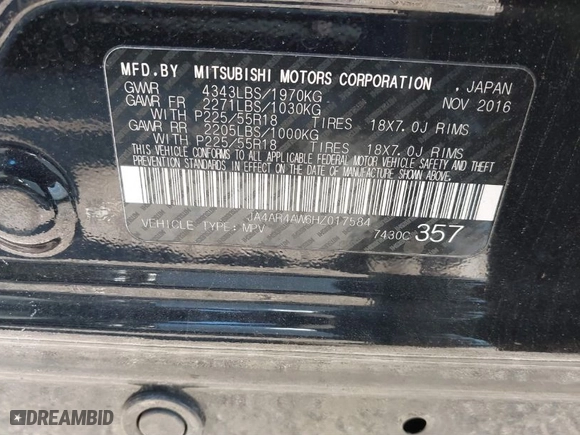 MFD.BY MITSUBISHI MOTORS CORPORATION , JAPAN
GVWR 4343LBS/1970KG NOV 2016
GAWR FR 2271LBS/1030KG
WITH P225/55R18 TIRES 18X7.0J RIMS
GAWR RR 2205LBS/1000KG
WITH P225/55R18 TIRES 18X7.0J RIMS
THIS VEHICLE CONFORMS TO ALL APPLICABLE FEDERAL MOTOR VEHICLE SAFETY AND THEFT
PREVENTION STANDARDS IN EFFECT ON THE DATE OF MANUFACTURE SHOWN ABOVE.
JA4AR4AW6HZ017584
VEHICLE TYPE: MPV 7430C 357
DREAMBID